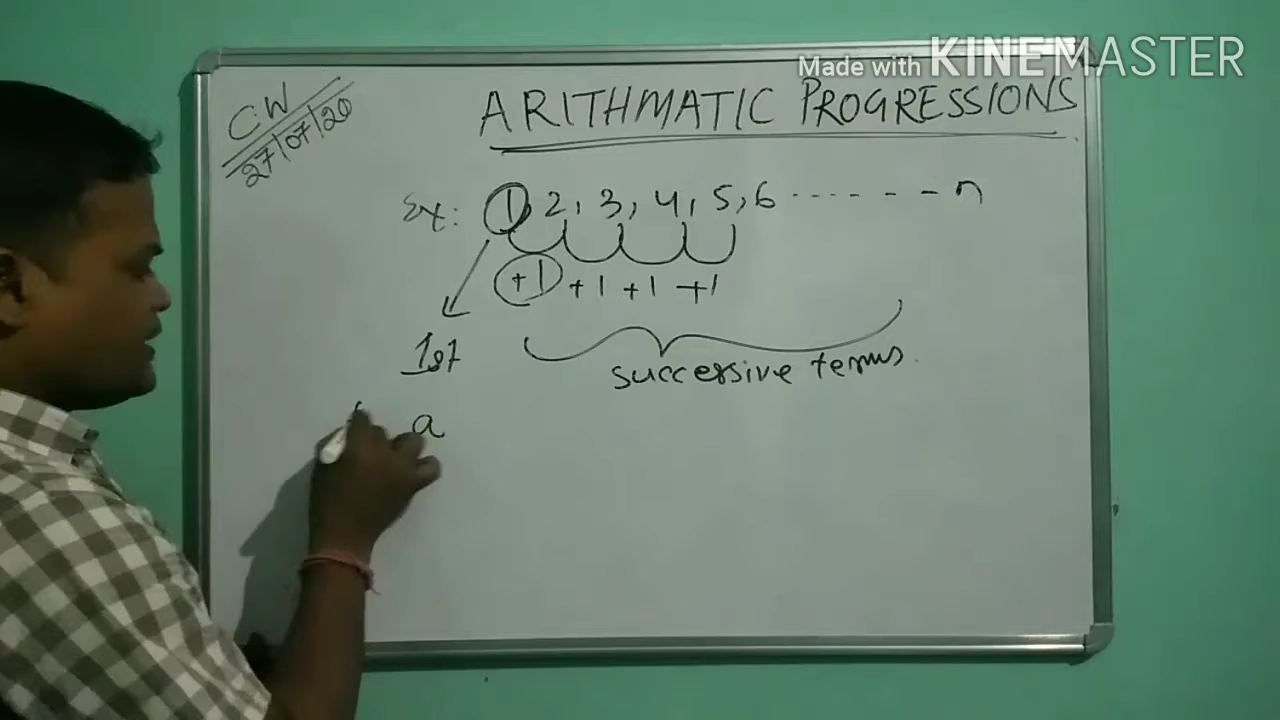 Made with KINEMASTER
C.W
27/07/20
ARITHMATIC PROGRESSIONS
Ex: 1, 2, 3, 4, 5, 6 ------- n
+1 +1 +1 +1
1st
successive terms.
a